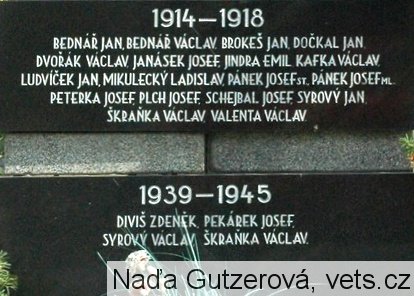 1914—1918
BEDNÁŘ JAN, BEDNÁŘ VÁCLAV, BROKEŠ JAN, DOČKAL JAN,
DVOŘÁK VÁCLAV, JANÁSEK JOSEF, JINDRA EMIL, KAFKA VÁCLAV,
LUDVÍČEK JAN, MIKULECKÝ LADISLAV, PÁNEK JOSEF ST., PÁNEK JOSEF ML.,
PETERKA JOSEF, PLCH JOSEF, SCHEJBAL JOSEF, SYROVÝ JAN,
ŠKRAŇKA VÁCLAV, VALENTA VÁCLAV.
1939—1945
DIVIŠ ZDENĚK, PEKÁREK JOSEF,
SYROVÝ VÁCLAV, ŠKRAŇKA VÁCLAV.
Naďa Gutzerová, vets.cz